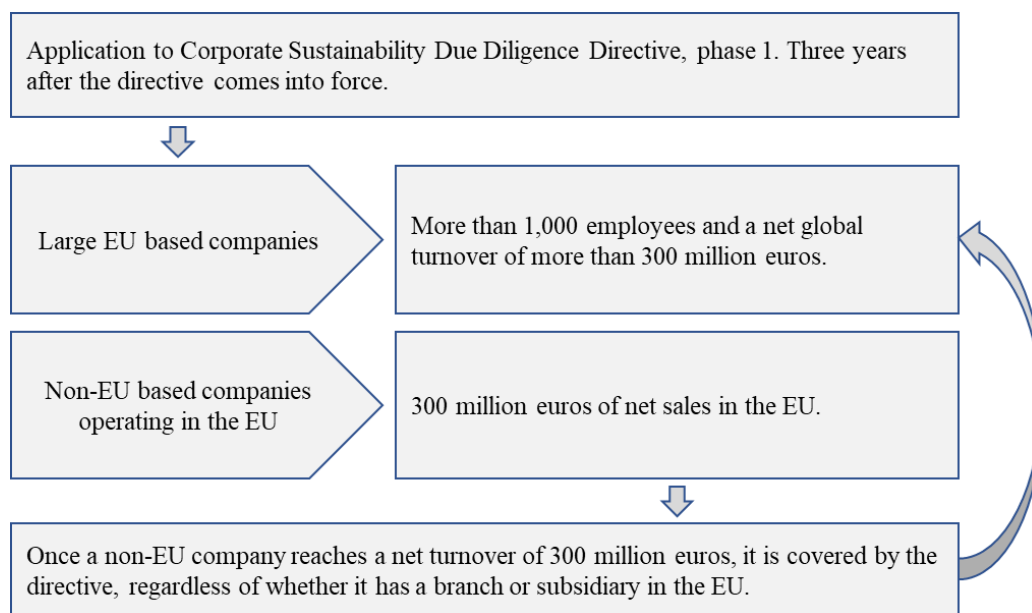 Application to Corporate Sustainability Due Diligence Directive, phase 1. Three years
after the directive comes into force.
Large EU based companies
More than 1,000 employees and a net global
turnover of more than 300 million euros.
Non-EU based companies
operating in the EU
300 million euros of net sales in the EU.
Once a non-EU company reaches a net turnover of 300 million euros, it is covered by the
directive, regardless of whether it has a branch or subsidiary in the EU.